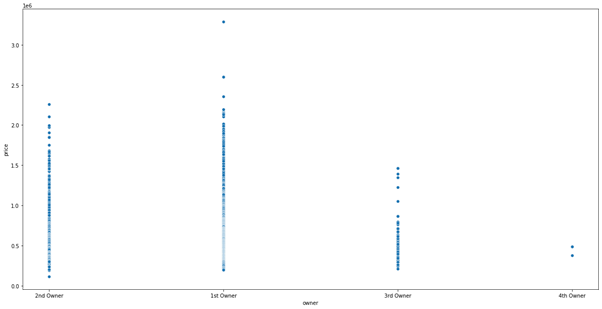 1e6
3.0
2.5
2.0
1.5
1.0
0.5
0.0
price
2nd Owner
1st Owner
3rd Owner
4th Owner
owner